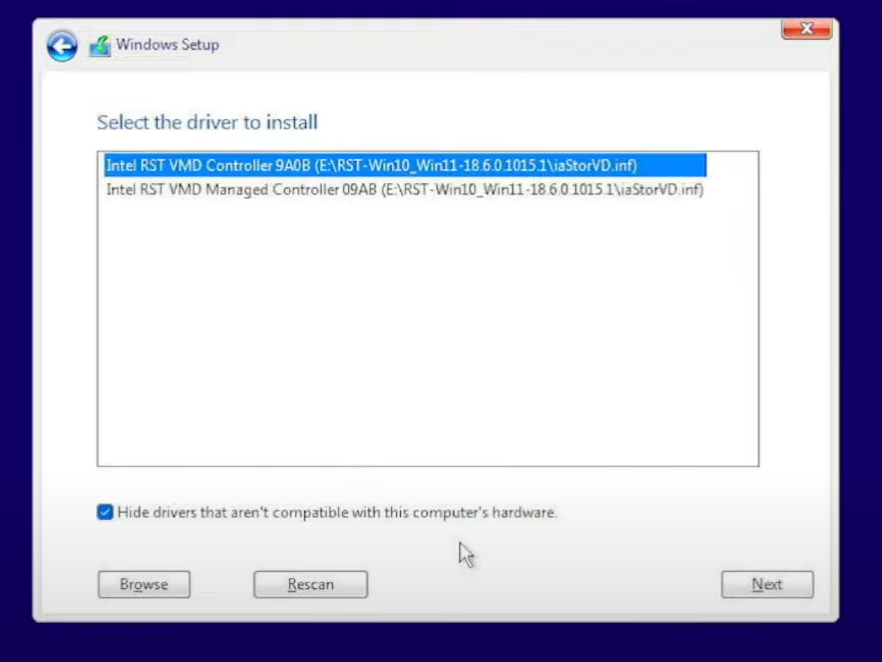 Windows Setup
Select the driver to install
Intel RST VMD Controller 9A0B (E:\RST-Win10_Win11-18.6.0.1015.1\iaStorVD.inf)
Intel RST VMD Managed Controller 09AB (E:\RST-Win10_Win11-18.6.0.1015.1\iaStorVD.inf)
Hide drivers that aren't compatible with this computer's hardware.
Browse Rescan Next